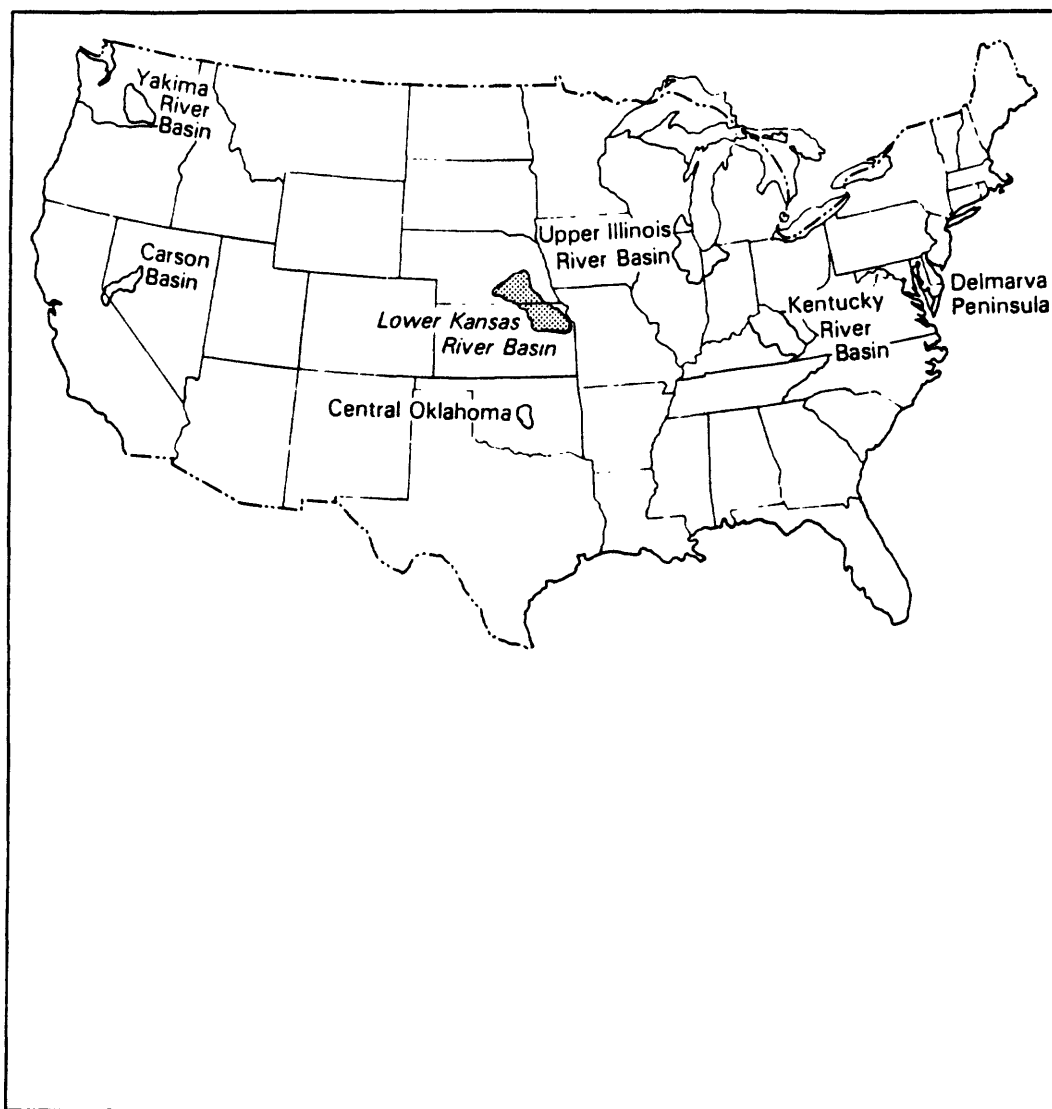 Yakima
River
Basin
Carson
Basin
Upper Illinois
River Basin
Lower Kansas
River Basin
Kentucky
River
Basin
Delmarva
Peninsula
Central Oklahoma